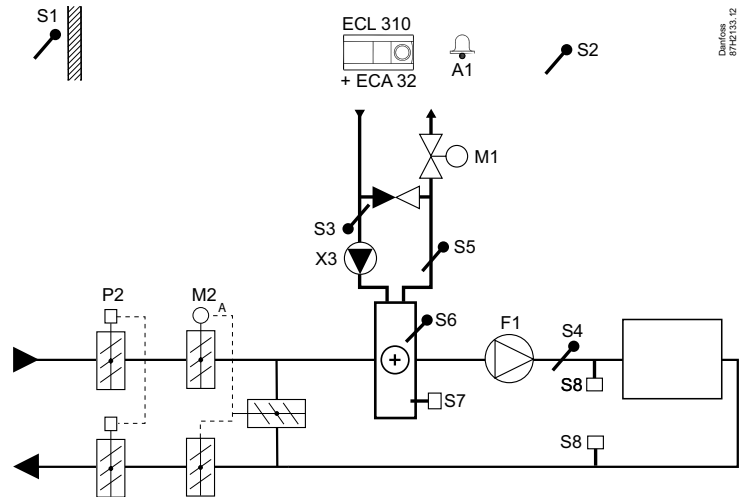 S1
ECL 310
+ ECA 32
A1
S2
Danfoss
87H2133.12
M1
S3
S5
X3
P2
M2
A
S6
F1
S4
S8
S7
S8